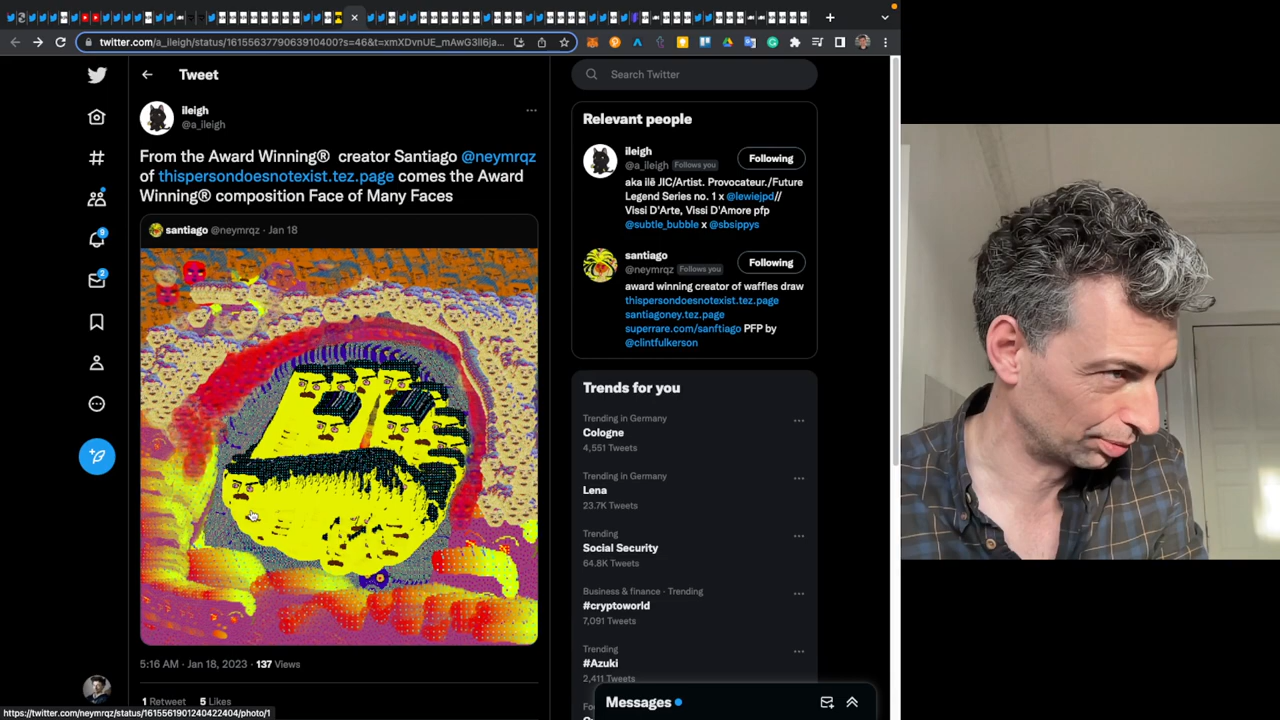 twitter.com/a_ileigh/status/1615563779063910400?s=46&t=xmXDvnUE_mAwG3ll6ja...
Tweet
ileigh
@a_ileigh
From the Award Winning® creator Santiago @neymrqz
of thispersondoesnotexist.tez.page comes the Award
Winning® composition Face of Many Faces
santiago @neymrqz · Jan 18
5:16 AM · Jan 18, 2023 · 137 Views
1 Retweet 5 Likes
9
2
Search Twitter
Relevant people
ileigh
@a_ileigh Follows you
Following
aka ilē JIC/Artist. Provocateur./Future
Legend Series no. 1 x @lewiejpd//
Vissi D'Arte, Vissi D'Amore pfp
@subtle_bubble x @sbsippys
santiago
@neymrqz Follows you
Following
award winning creator of waffles draw
thispersondoesnotexist.tez.page
santiagoney.tez.page
superrare.com/sanftiago PFP by
@clintfulkerson
Trends for you
Trending in Germany
Cologne
4,551 Tweets
Trending in Germany
Lena
23.7K Tweets
Trending
Social Security
64.8K Tweets
Business & finance · Trending
#cryptoworld
7,091 Tweets
Trending
#Azuki
2,411 Tweets
Messages
https://twitter.com/neymrqz/status/1615561901240422404/photo/1